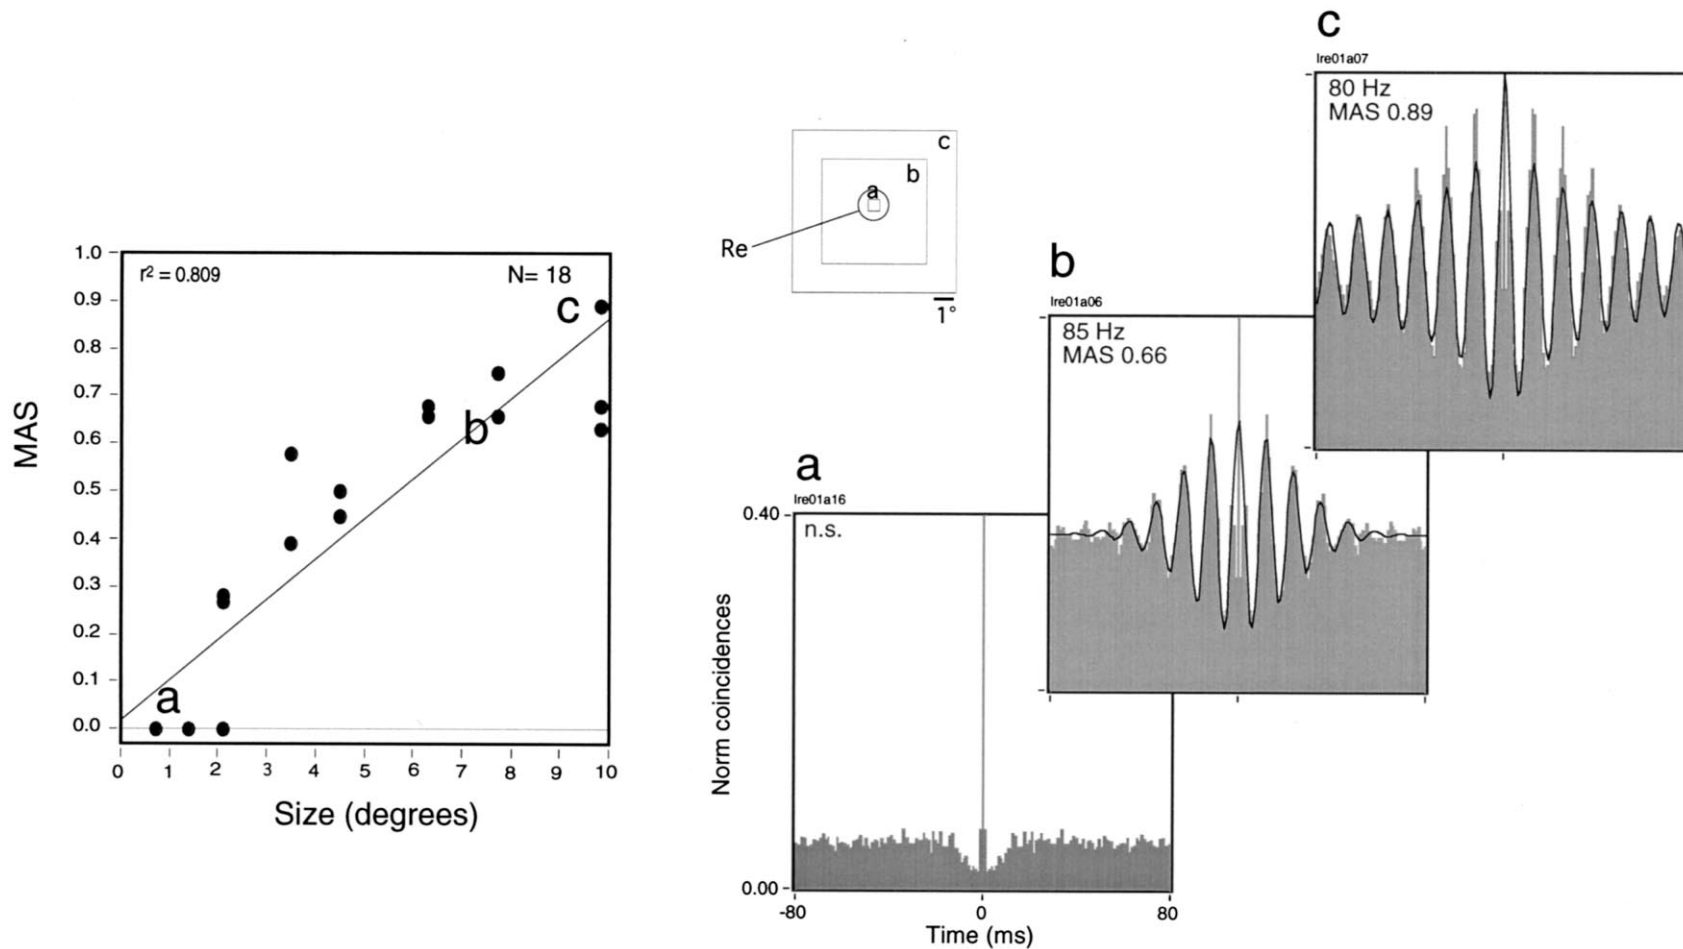 r² = 0.809
N= 18
1.0
0.9
0.8
0.7
0.6
0.5
0.4
0.3
0.2
0.1
0.0
MAS
a
b
c
0 1 2 3 4 5 6 7 8 9 10
Size (degrees)
c
b
a
Re
1°
a
lre01a16
n.s.
0.40
0.00
Norm coincidences
-80 0 80
Time (ms)
b
lre01a06
85 Hz
MAS 0.66
c
lre01a07
80 Hz
MAS 0.89